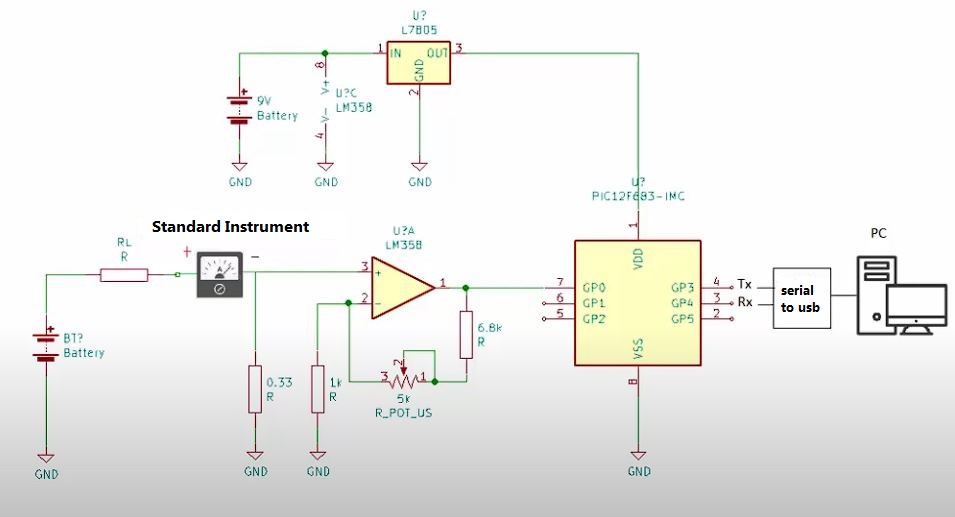 U?
L7805
1
IN
OUT
3
GND
2
8
V+
V-
4
U?C
LM358
+
9V
Battery
GND
GND
GND
U?
PIC12F683-IMC
Standard Instrument
RL
R
+
A
-
U?A
LM358
3
+
2
-
1
1
VDD
7
GP0
6
GP1
5
GP2
GP3
4
Tx
GP4
3
Rx
GP5
2
VSS
8
serial
to usb
PC
+
BT?
Battery
0.33
R
1k
R
6.8k
R
3
2
1
5k
R_POT_US
GND
GND
GND
GND